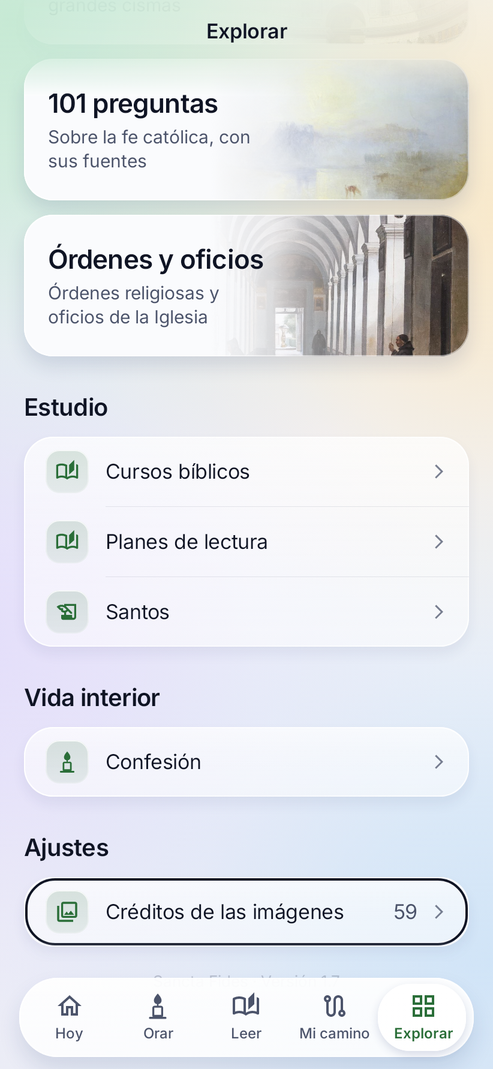 grandes cismas
Explorar
101 preguntas
Sobre la fe católica, con
sus fuentes
Órdenes y oficios
Órdenes religiosas y
oficios de la Iglesia
Estudio
Cursos bíblicos
Planes de lectura
Santos
Vida interior
Confesión
Ajustes
Créditos de las imágenes 59
Hoy Orar Leer Mi camino Explorar